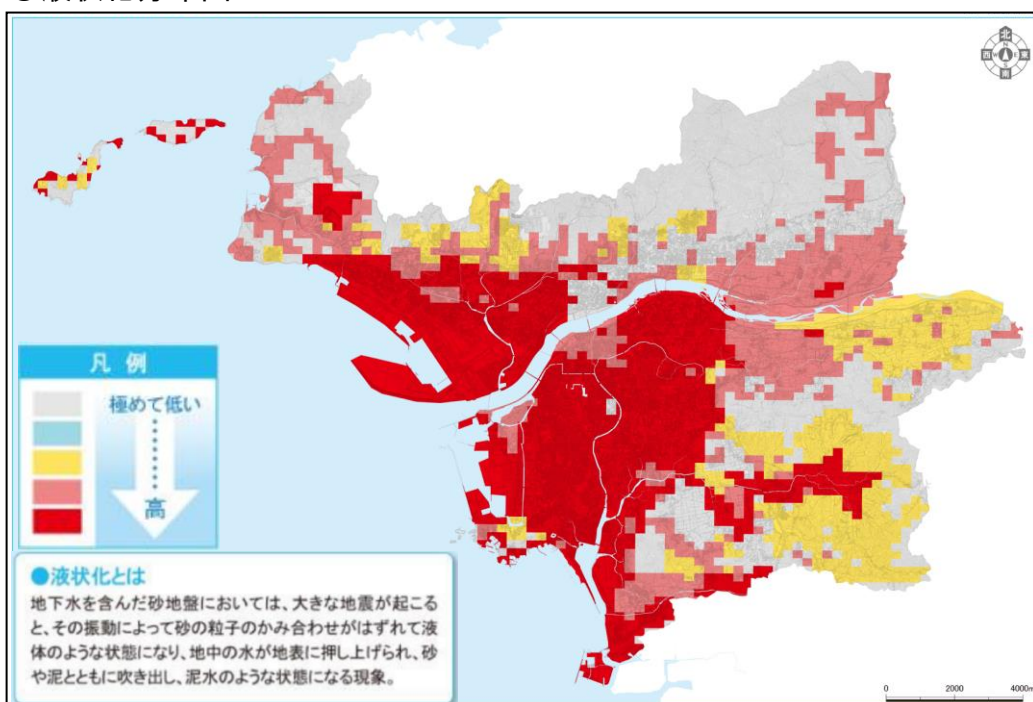 北
西 W E 東
南
凡 例
極めて低い
高
●液状化とは
地下水を含んだ砂地盤においては、大きな地震が起こる
と、その振動によって砂の粒子のかみ合わせがはずれて液
体のような状態になり、地中の水が地表に押し上げられ、砂
や泥とともに吹き出し、泥水のような状態になる現象。
0 2000 4000m